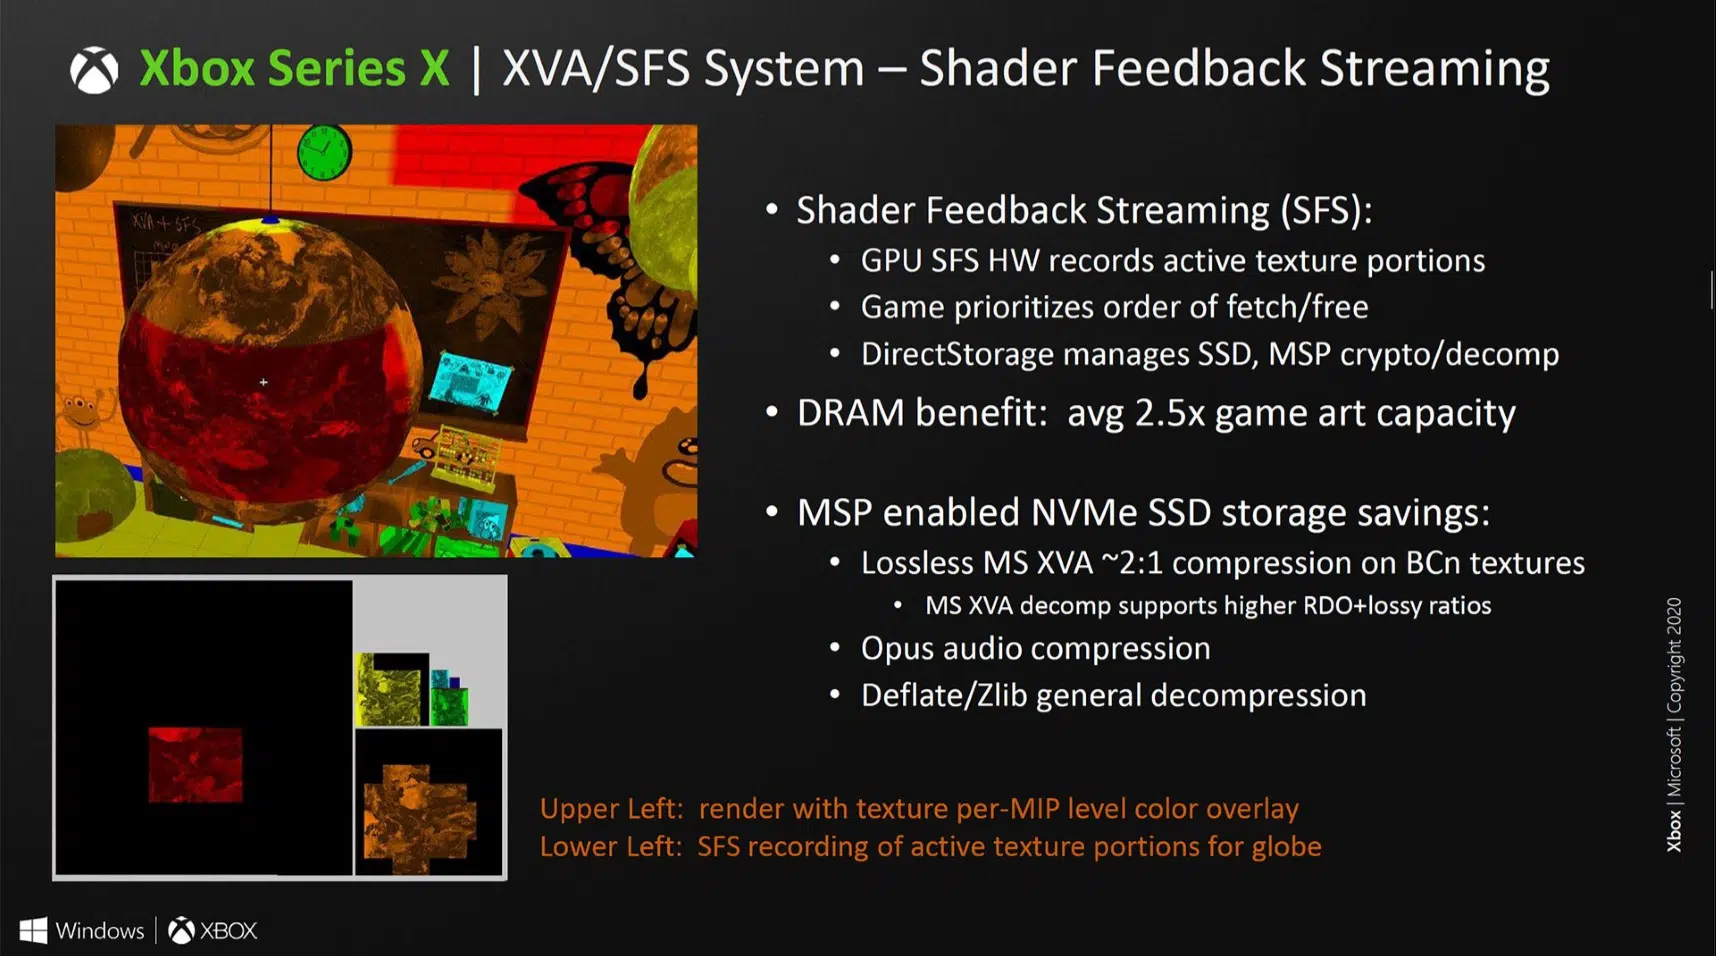 Xbox Series X | XVA/SFS System – Shader Feedback Streaming
XVA + SFS
• Shader Feedback Streaming (SFS):
• GPU SFS HW records active texture portions
• Game prioritizes order of fetch/free
• DirectStorage manages SSD, MSP crypto/decomp
• DRAM benefit: avg 2.5x game art capacity
• MSP enabled NVMe SSD storage savings:
• Lossless MS XVA ~2:1 compression on BCn textures
• MS XVA decomp supports higher RDO+lossy ratios
• Opus audio compression
• Deflate/Zlib general decompression
Upper Left: render with texture per-MIP level color overlay
Lower Left: SFS recording of active texture portions for globe
Xbox | Microsoft | Copyright 2020
Windows | XBOX